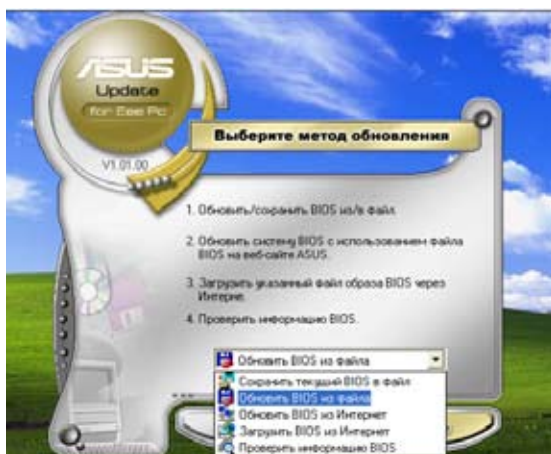 ASUS
Update
for Eee Pc
V1.01.00
Выберите метод обновления
1. Обновить/сохранить BIOS из/в файл.
2. Обновить систему BIOS с использованием файла
BIOS на веб-сайте ASUS.
3. Загрузить указанный файл образа BIOS через
Интерне.
4. Проверить информацию BIOS.
Обновить BIOS из файла
Сохранить текущий BIOS в файл
Обновить BIOS из файла
Обновить BIOS из Интернет
Загрузить BIOS из Интернет
Проверить информацию BIOS